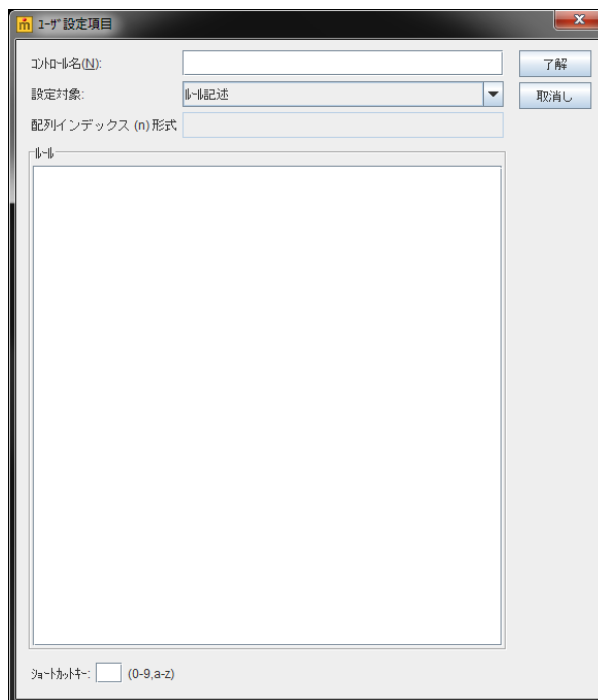 ﾕｰｻﾞ設定項目
ｺﾝﾄﾛｰﾙ名(N):
了解
設定対象:
ﾙｰﾙ記述
取消し
配列インデックス (n) 形式
ﾙｰﾙ
ｼｮｰﾄｶｯﾄｷｰ:
(0-9,a-z)